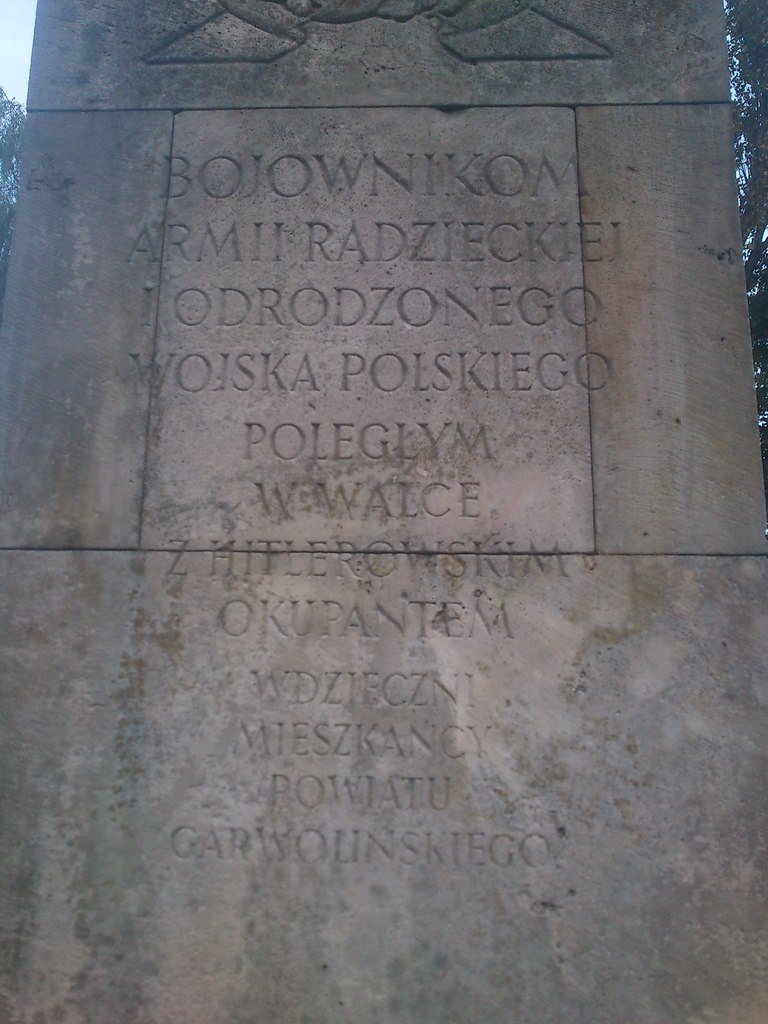 BOJOWNIKOM
ARMII RADZIECKIEJ
I ODRODZONEGO
WOJSKA POLSKIEGO
POLEGŁYM
W WALCE
Z HITLEROWSKIM
OKUPANTEM
WDZIĘCZNI
MIESZKAŃCY
POWIATU
GARWOLIŃSKIEGO